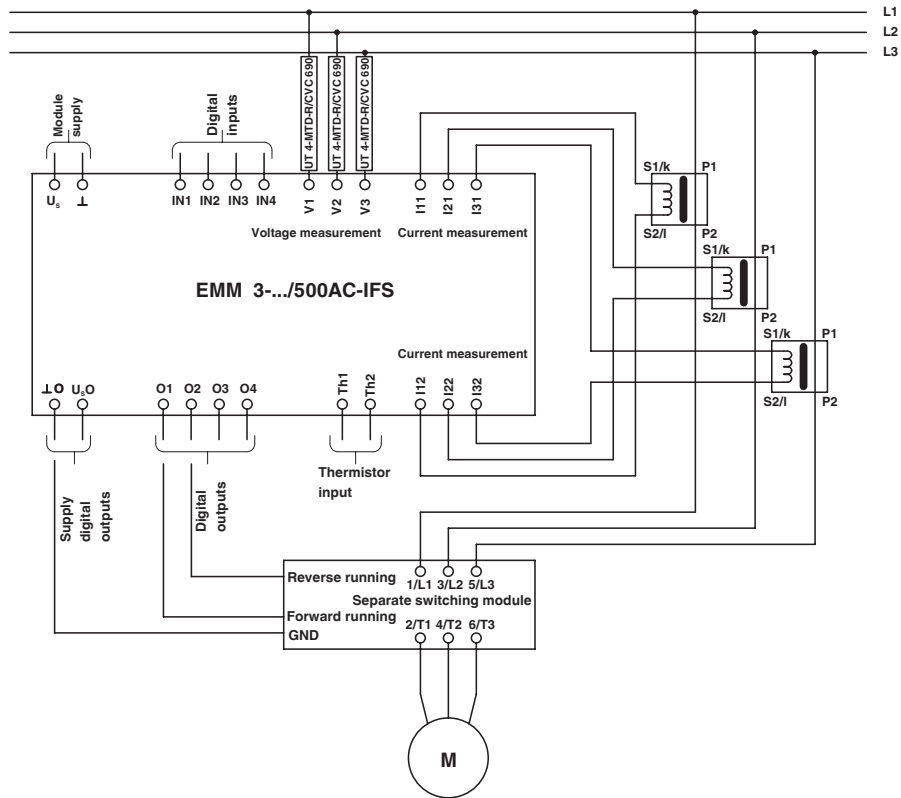 L1
L2
L3
UT 4-MTD-R/CVC 690
UT 4-MTD-R/CVC 690
UT 4-MTD-R/CVC 690
Module
supply
Digital
inputs
Us
⊥
IN1
IN2
IN3
IN4
V1
V2
V3
I11
I21
I31
Voltage measurement
Current measurement
S1/k
P1
S2/l
P2
S1/k
P1
S2/l
P2
S1/k
P1
S2/l
P2
EMM 3-.../500AC-IFS
Current measurement
⊥O
UsO
O1
O2
O3
O4
Th1
Th2
I12
I22
I32
Supply
digital
outputs
Digital
outputs
Thermistor
input
Reverse running
1/L1 3/L2 5/L3
Separate switching module
Forward running
GND
2/T1 4/T2 6/T3
M